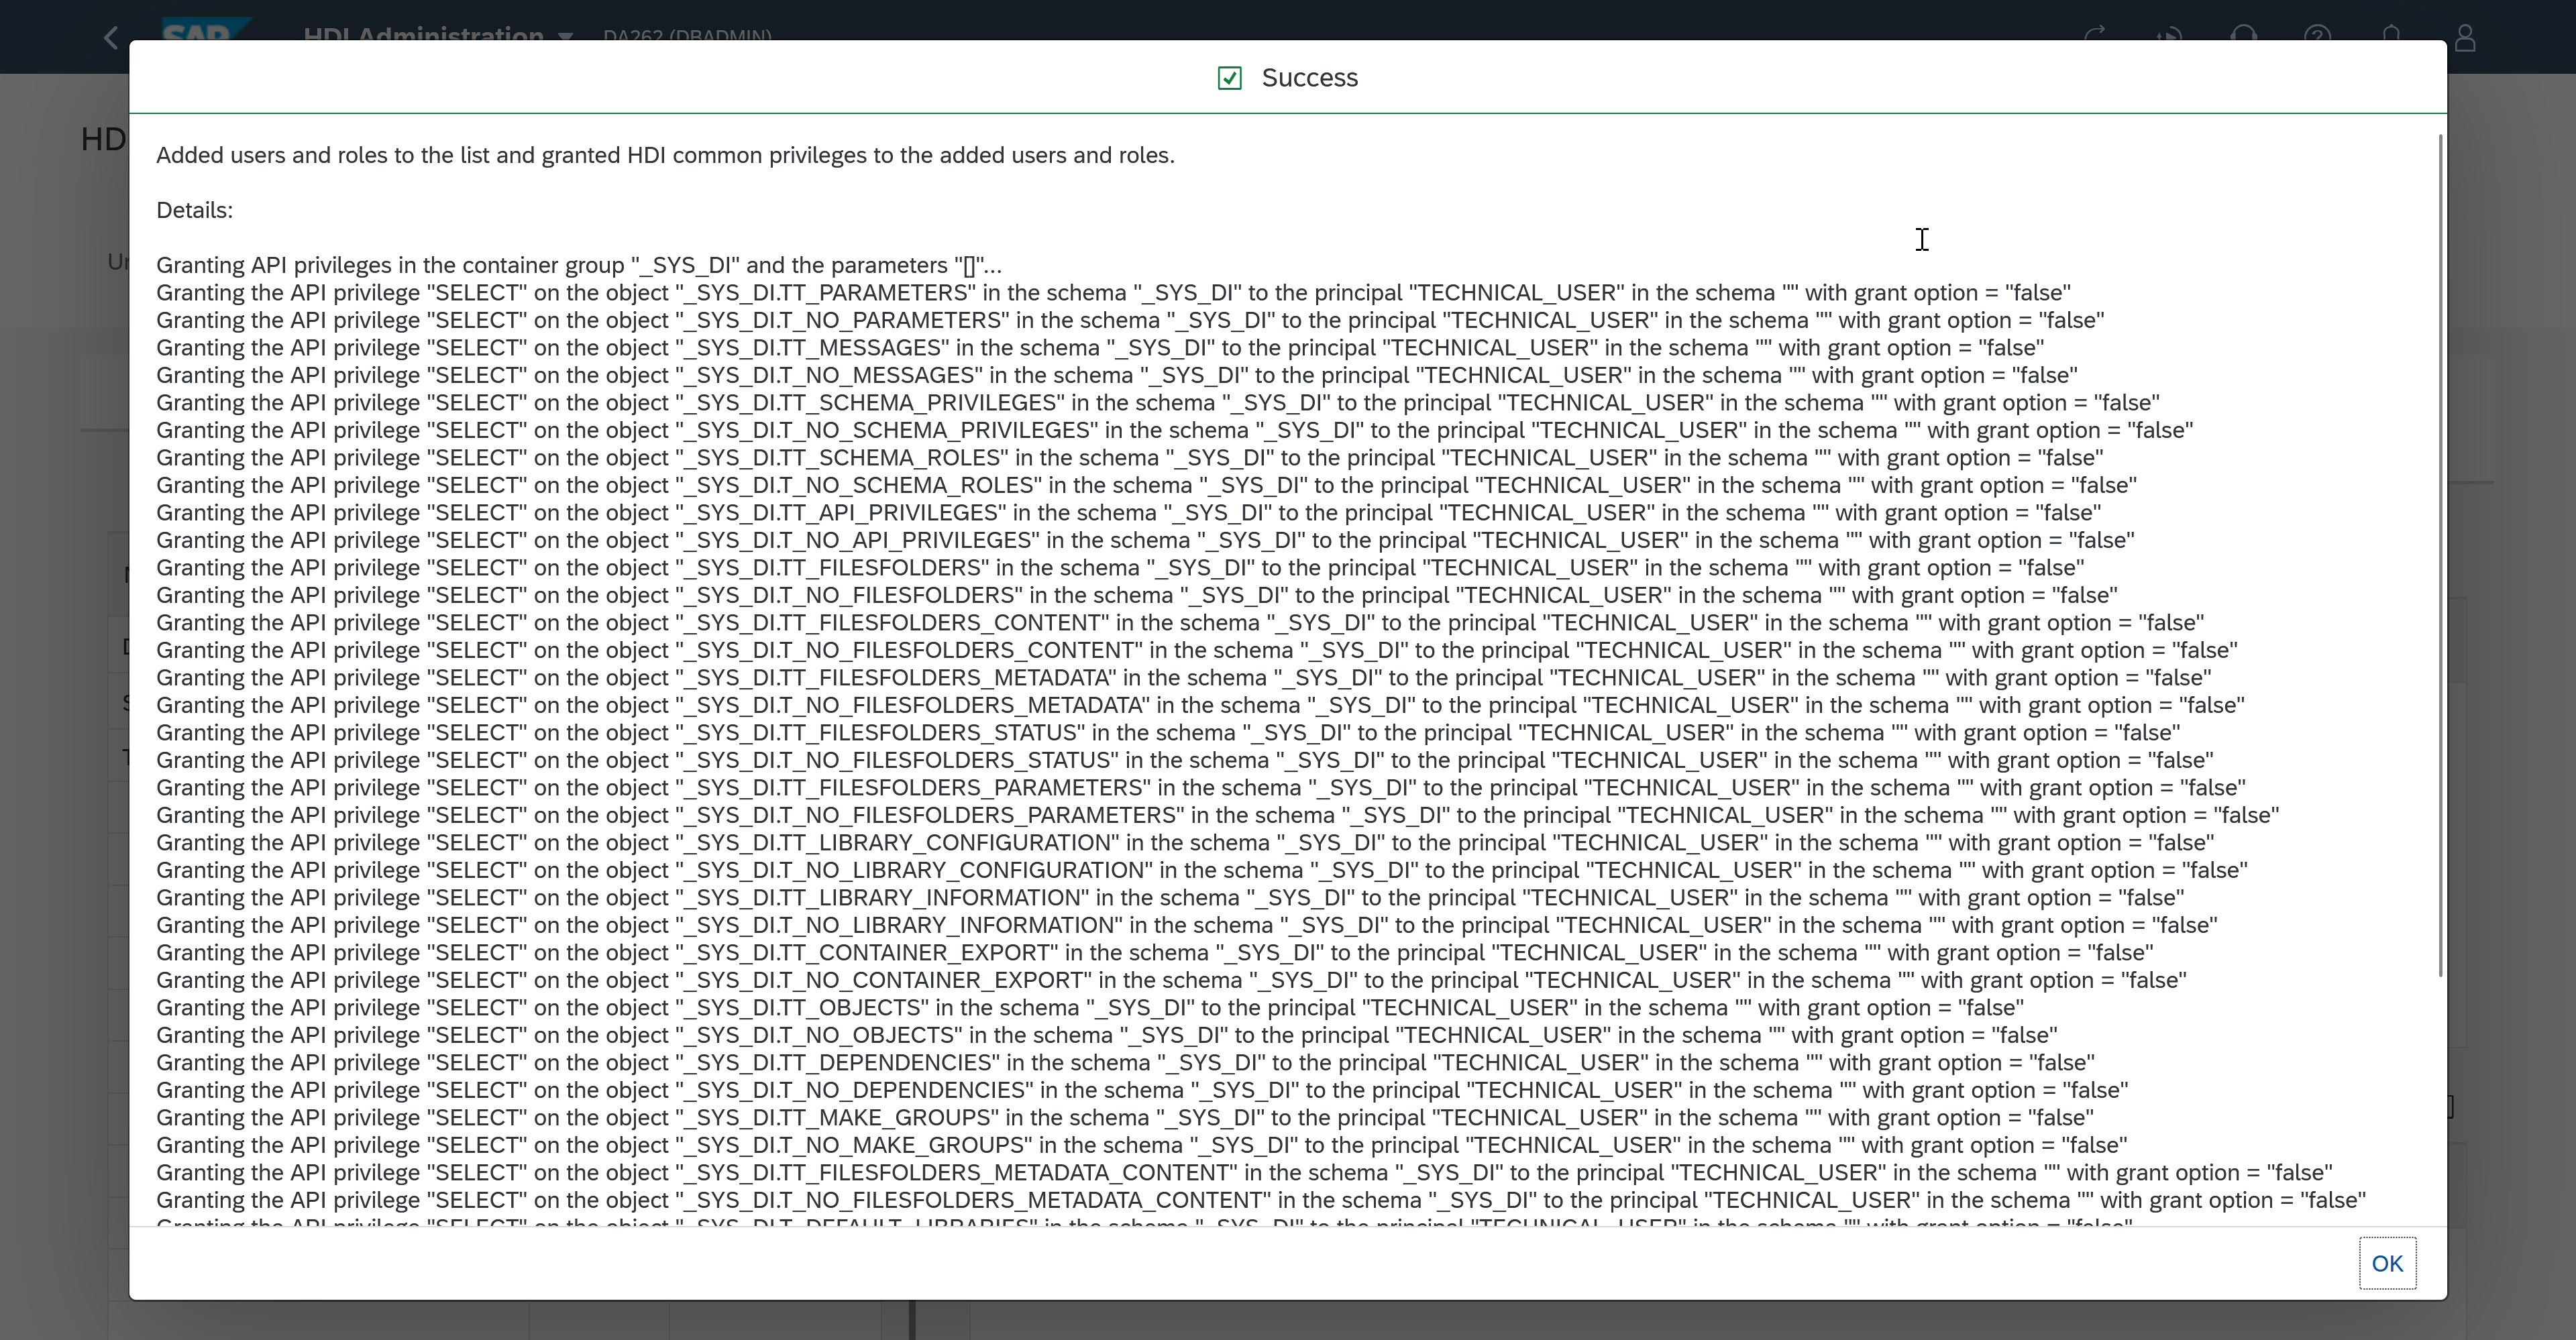 SAP HDI Administration DA262 (DBADMIN)
Success
HD
Added users and roles to the list and granted HDI common privileges to the added users and roles.
Details:
Granting API privileges in the container group "_SYS_DI" and the parameters "[]"...
Granting the API privilege "SELECT" on the object "_SYS_DI.TT_PARAMETERS" in the schema "_SYS_DI" to the principal "TECHNICAL_USER" in the schema "" with grant option = "false"
Granting the API privilege "SELECT" on the object "_SYS_DI.T_NO_PARAMETERS" in the schema "_SYS_DI" to the principal "TECHNICAL_USER" in the schema "" with grant option = "false"
Granting the API privilege "SELECT" on the object "_SYS_DI.TT_MESSAGES" in the schema "_SYS_DI" to the principal "TECHNICAL_USER" in the schema "" with grant option = "false"
Granting the API privilege "SELECT" on the object "_SYS_DI.T_NO_MESSAGES" in the schema "_SYS_DI" to the principal "TECHNICAL_USER" in the schema "" with grant option = "false"
Granting the API privilege "SELECT" on the object "_SYS_DI.TT_SCHEMA_PRIVILEGES" in the schema "_SYS_DI" to the principal "TECHNICAL_USER" in the schema "" with grant option = "false"
Granting the API privilege "SELECT" on the object "_SYS_DI.T_NO_SCHEMA_PRIVILEGES" in the schema "_SYS_DI" to the principal "TECHNICAL_USER" in the schema "" with grant option = "false"
Granting the API privilege "SELECT" on the object "_SYS_DI.TT_SCHEMA_ROLES" in the schema "_SYS_DI" to the principal "TECHNICAL_USER" in the schema "" with grant option = "false"
Granting the API privilege "SELECT" on the object "_SYS_DI.T_NO_SCHEMA_ROLES" in the schema "_SYS_DI" to the principal "TECHNICAL_USER" in the schema "" with grant option = "false"
Granting the API privilege "SELECT" on the object "_SYS_DI.TT_API_PRIVILEGES" in the schema "_SYS_DI" to the principal "TECHNICAL_USER" in the schema "" with grant option = "false"
Granting the API privilege "SELECT" on the object "_SYS_DI.T_NO_API_PRIVILEGES" in the schema "_SYS_DI" to the principal "TECHNICAL_USER" in the schema "" with grant option = "false"
Granting the API privilege "SELECT" on the object "_SYS_DI.TT_FILESFOLDERS" in the schema "_SYS_DI" to the principal "TECHNICAL_USER" in the schema "" with grant option = "false"
Granting the API privilege "SELECT" on the object "_SYS_DI.T_NO_FILESFOLDERS" in the schema "_SYS_DI" to the principal "TECHNICAL_USER" in the schema "" with grant option = "false"
Granting the API privilege "SELECT" on the object "_SYS_DI.TT_FILESFOLDERS_CONTENT" in the schema "_SYS_DI" to the principal "TECHNICAL_USER" in the schema "" with grant option = "false"
Granting the API privilege "SELECT" on the object "_SYS_DI.T_NO_FILESFOLDERS_CONTENT" in the schema "_SYS_DI" to the principal "TECHNICAL_USER" in the schema "" with grant option = "false"
Granting the API privilege "SELECT" on the object "_SYS_DI.TT_FILESFOLDERS_METADATA" in the schema "_SYS_DI" to the principal "TECHNICAL_USER" in the schema "" with grant option = "false"
Granting the API privilege "SELECT" on the object "_SYS_DI.T_NO_FILESFOLDERS_METADATA" in the schema "_SYS_DI" to the principal "TECHNICAL_USER" in the schema "" with grant option = "false"
Granting the API privilege "SELECT" on the object "_SYS_DI.TT_FILESFOLDERS_STATUS" in the schema "_SYS_DI" to the principal "TECHNICAL_USER" in the schema "" with grant option = "false"
Granting the API privilege "SELECT" on the object "_SYS_DI.T_NO_FILESFOLDERS_STATUS" in the schema "_SYS_DI" to the principal "TECHNICAL_USER" in the schema "" with grant option = "false"
Granting the API privilege "SELECT" on the object "_SYS_DI.TT_FILESFOLDERS_PARAMETERS" in the schema "_SYS_DI" to the principal "TECHNICAL_USER" in the schema "" with grant option = "false"
Granting the API privilege "SELECT" on the object "_SYS_DI.T_NO_FILESFOLDERS_PARAMETERS" in the schema "_SYS_DI" to the principal "TECHNICAL_USER" in the schema "" with grant option = "false"
Granting the API privilege "SELECT" on the object "_SYS_DI.TT_LIBRARY_CONFIGURATION" in the schema "_SYS_DI" to the principal "TECHNICAL_USER" in the schema "" with grant option = "false"
Granting the API privilege "SELECT" on the object "_SYS_DI.T_NO_LIBRARY_CONFIGURATION" in the schema "_SYS_DI" to the principal "TECHNICAL_USER" in the schema "" with grant option = "false"
Granting the API privilege "SELECT" on the object "_SYS_DI.TT_LIBRARY_INFORMATION" in the schema "_SYS_DI" to the principal "TECHNICAL_USER" in the schema "" with grant option = "false"
Granting the API privilege "SELECT" on the object "_SYS_DI.T_NO_LIBRARY_INFORMATION" in the schema "_SYS_DI" to the principal "TECHNICAL_USER" in the schema "" with grant option = "false"
Granting the API privilege "SELECT" on the object "_SYS_DI.TT_CONTAINER_EXPORT" in the schema "_SYS_DI" to the principal "TECHNICAL_USER" in the schema "" with grant option = "false"
Granting the API privilege "SELECT" on the object "_SYS_DI.T_NO_CONTAINER_EXPORT" in the schema "_SYS_DI" to the principal "TECHNICAL_USER" in the schema "" with grant option = "false"
Granting the API privilege "SELECT" on the object "_SYS_DI.TT_OBJECTS" in the schema "_SYS_DI" to the principal "TECHNICAL_USER" in the schema "" with grant option = "false"
Granting the API privilege "SELECT" on the object "_SYS_DI.T_NO_OBJECTS" in the schema "_SYS_DI" to the principal "TECHNICAL_USER" in the schema "" with grant option = "false"
Granting the API privilege "SELECT" on the object "_SYS_DI.TT_DEPENDENCIES" in the schema "_SYS_DI" to the principal "TECHNICAL_USER" in the schema "" with grant option = "false"
Granting the API privilege "SELECT" on the object "_SYS_DI.T_NO_DEPENDENCIES" in the schema "_SYS_DI" to the principal "TECHNICAL_USER" in the schema "" with grant option = "false"
Granting the API privilege "SELECT" on the object "_SYS_DI.TT_MAKE_GROUPS" in the schema "_SYS_DI" to the principal "TECHNICAL_USER" in the schema "" with grant option = "false"
Granting the API privilege "SELECT" on the object "_SYS_DI.T_NO_MAKE_GROUPS" in the schema "_SYS_DI" to the principal "TECHNICAL_USER" in the schema "" with grant option = "false"
Granting the API privilege "SELECT" on the object "_SYS_DI.TT_FILESFOLDERS_METADATA_CONTENT" in the schema "_SYS_DI" to the principal "TECHNICAL_USER" in the schema "" with grant option = "false"
Granting the API privilege "SELECT" on the object "_SYS_DI.T_NO_FILESFOLDERS_METADATA_CONTENT" in the schema "_SYS_DI" to the principal "TECHNICAL_USER" in the schema "" with grant option = "false"
Granting the API privilege "SELECT" on the object "_SYS_DI.T_DEFAULT_LIBRARIES" in the schema "_SYS_DI" to the principal "TECHNICAL_USER" in the schema "" with grant option = "false"
OK